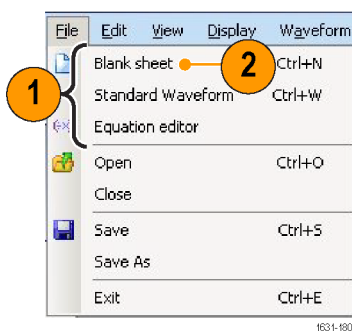 File Edit View Display Waveform
Blank sheet 2 Ctrl+N
1
Standard Waveform Ctrl+W
Equation editor
Open Ctrl+O
Close
Save Ctrl+S
Save As
Exit Ctrl+E
1631-180